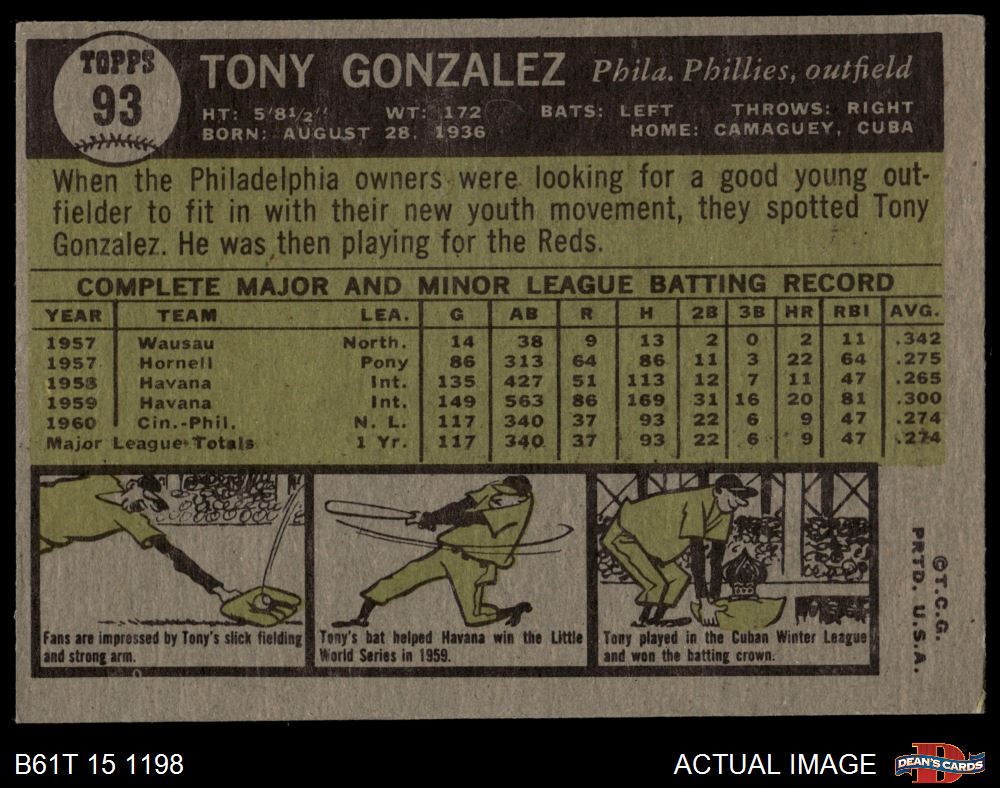 TOPPS
93
TONY GONZALEZ Phila. Phillies, outfield
HT: 5'8½" WT: 172 BATS: LEFT THROWS: RIGHT
BORN: AUGUST 28, 1936 HOME: CAMAGUEY, CUBA
When the Philadelphia owners were looking for a good young out-
fielder to fit in with their new youth movement, they spotted Tony
Gonzalez. He was then playing for the Reds.
COMPLETE MAJOR AND MINOR LEAGUE BATTING RECORD
YEAR TEAM LEA. G AB R H 2B 3B HR RBI AVG.
1957 Wausau North. 14 38 9 13 2 0 2 11 .342
1957 Hornell Pony 86 313 64 86 11 3 22 64 .275
1958 Havana Int. 135 427 51 113 12 7 11 47 .265
1959 Havana Int. 149 563 86 169 31 16 20 81 .300
1960 Cin.-Phil. N. L. 117 340 37 93 22 6 9 47 .274
Major League Totals 1 Yr. 117 340 37 93 22 6 9 47 .274
Fans are impressed by Tony's slick fielding
and strong arm.
Tony's bat helped Havana win the Little
World Series in 1959.
Tony played in the Cuban Winter League
and won the batting crown.
©T.C.G.
PRTD. U.S.A.
B61T 15 1198
ACTUAL IMAGE
D
DEAN'S CARDS